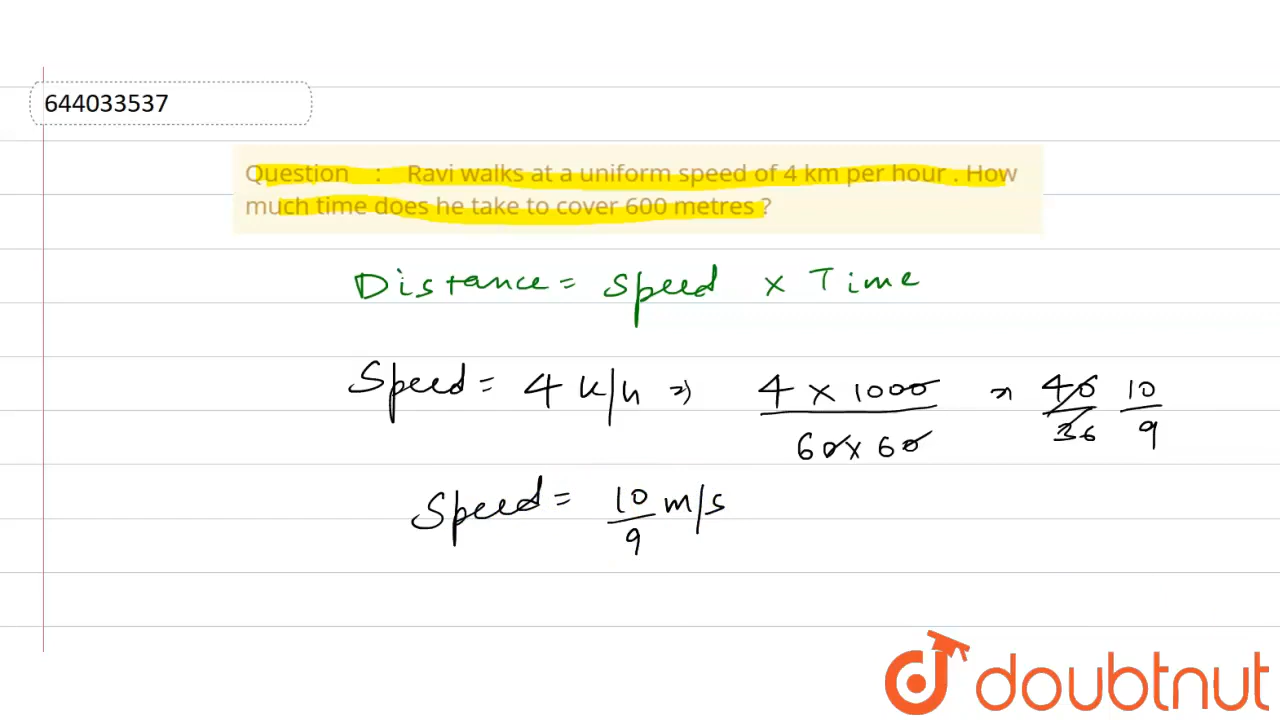 644033537
Question : Ravi walks at a uniform speed of 4 km per hour . How
much time does he take to cover 600 metres ?
Distance = Speed × Time
Speed = 4 k/h ⇒ 4 × 1000 / 60 × 60 ⇒ 40 / 36 10 / 9
Speed = 10 / 9 m/s
doubtnut